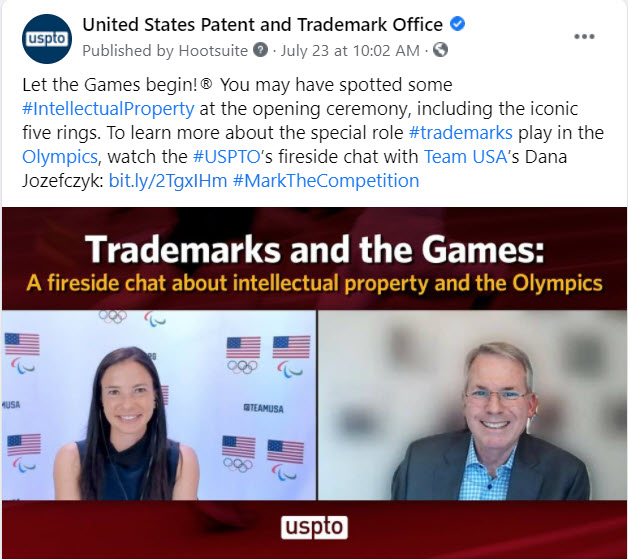 uspto
United States Patent and Trademark Office
Published by Hootsuite · July 23 at 10:02 AM ·
Let the Games begin!® You may have spotted some
#IntellectualProperty at the opening ceremony, including the iconic
five rings. To learn more about the special role #trademarks play in the
Olympics, watch the #USPTO's fireside chat with Team USA's Dana
Jozefczyk: bit.ly/2TgxIHm #MarkTheCompetition
Trademarks and the Games:
A fireside chat about intellectual property and the Olympics
MUSA
@TEAMUSA
uspto